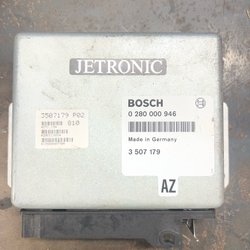 JETRONIC
3507179 P02
010
BOSCH
0 280 000 946
Made in Germany
3 507 179
AZ